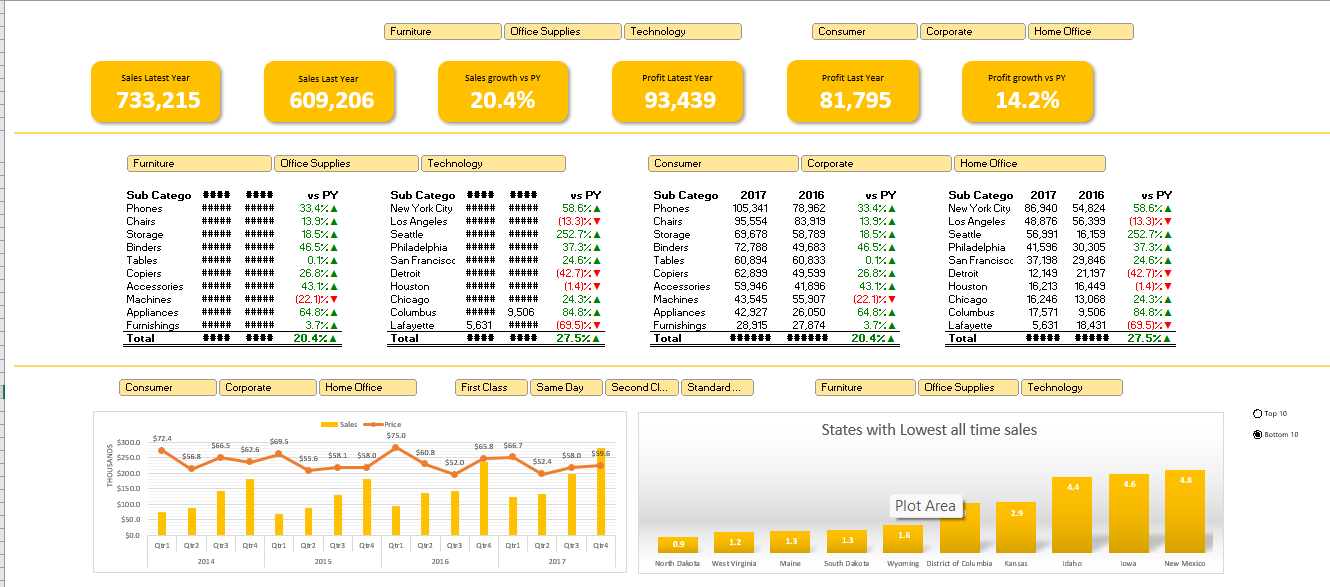 Furniture Office Supplies Technology Consumer Corporate Home Office
Sales Latest Year Sales Last Year Sales growth vs PY Profit Latest Year Profit Last Year Profit growth vs PY
733,215 609,206 20.4% 93,439 81,795 14.2%
Furniture Office Supplies Technology Consumer Corporate Home Office
Sub Catego #### #### vs PY Sub Catego #### #### vs PY Sub Catego 2017 2016 vs PY Sub Catego 2017 2016 vs PY
Phones ##### ##### 33.4%▲ New York City ##### ##### 58.6%▲ Phones 105,341 78,962 33.4%▲ New York City 86,940 54,824 58.6%▲
Chairs ##### ##### 13.9%▲ Los Angeles ##### ##### (13.3)%▼ Chairs 95,554 83,919 13.9%▲ Los Angeles 48,876 56,399 (13.3)%▼
Storage ##### ##### 18.5%▲ Seattle ##### ##### 252.7%▲ Storage 69,678 58,789 18.5%▲ Seattle 56,991 16,159 252.7%▲
Binders ##### ##### 46.5%▲ Philadelphia ##### ##### 37.3%▲ Binders 72,788 49,683 46.5%▲ Philadelphia 41,596 30,305 37.3%▲
Tables ##### ##### 0.1%▲ San Francisc ##### ##### 24.6%▲ Tables 60,894 60,833 0.1%▲ San Francisc 37,198 29,846 24.6%▲
Copiers ##### ##### 26.8%▲ Detroit ##### ##### (42.7)%▼ Copiers 62,899 49,599 26.8%▲ Detroit 12,149 21,197 (42.7)%▼
Accessories ##### ##### 43.1%▲ Houston ##### ##### (1.4)%▼ Accessories 59,946 41,896 43.1%▲ Houston 16,213 16,449 (1.4)%▼
Machines ##### ##### (22.1)%▼ Chicago ##### ##### 24.3%▲ Machines 43,545 55,907 (22.1)%▼ Chicago 16,246 13,068 24.3%▲
Appliances ##### ##### 64.8%▲ Columbus ##### 9,506 84.8%▲ Appliances 42,927 26,050 64.8%▲ Columbus 17,571 9,506 84.8%▲
Furnishings ##### ##### 3.7%▲ Lafayette 5,631 ##### (69.5)%▼ Furnishings 28,915 27,874 3.7%▲ Lafayette 5,631 18,431 (69.5)%▼
Total #### #### 20.4%▲ Total #### #### 27.5%▲ Total ###### ###### 20.4%▲ Total ##### ##### 27.5%▲
Consumer Corporate Home Office First Class Same Day Second Cl... Standard ... Furniture Office Supplies Technology
Sales Price
THOUSANDS
$300.0
$250.0
$200.0
$150.0
$100.0
$50.0
$0.0
$72.4 $56.8 $66.5 $62.6 $69.5 $55.6 $58.1 $58.0 $75.0 $60.8 $52.0 $65.8 $66.7 $52.4 $58.0 $59.6
Qtr1 Qtr2 Qtr3 Qtr4 Qtr1 Qtr2 Qtr3 Qtr4 Qtr1 Qtr2 Qtr3 Qtr4 Qtr1 Qtr2 Qtr3 Qtr4
2014 2015 2016 2017
States with Lowest all time sales
Plot Area
0.9 1.2 1.3 1.3 1.6 2.9 4.4 4.6 4.8
North Dakota West Virginia Maine South Dakota Wyoming District of Columbia Kansas Idaho Iowa New Mexico
Top 10
Bottom 10